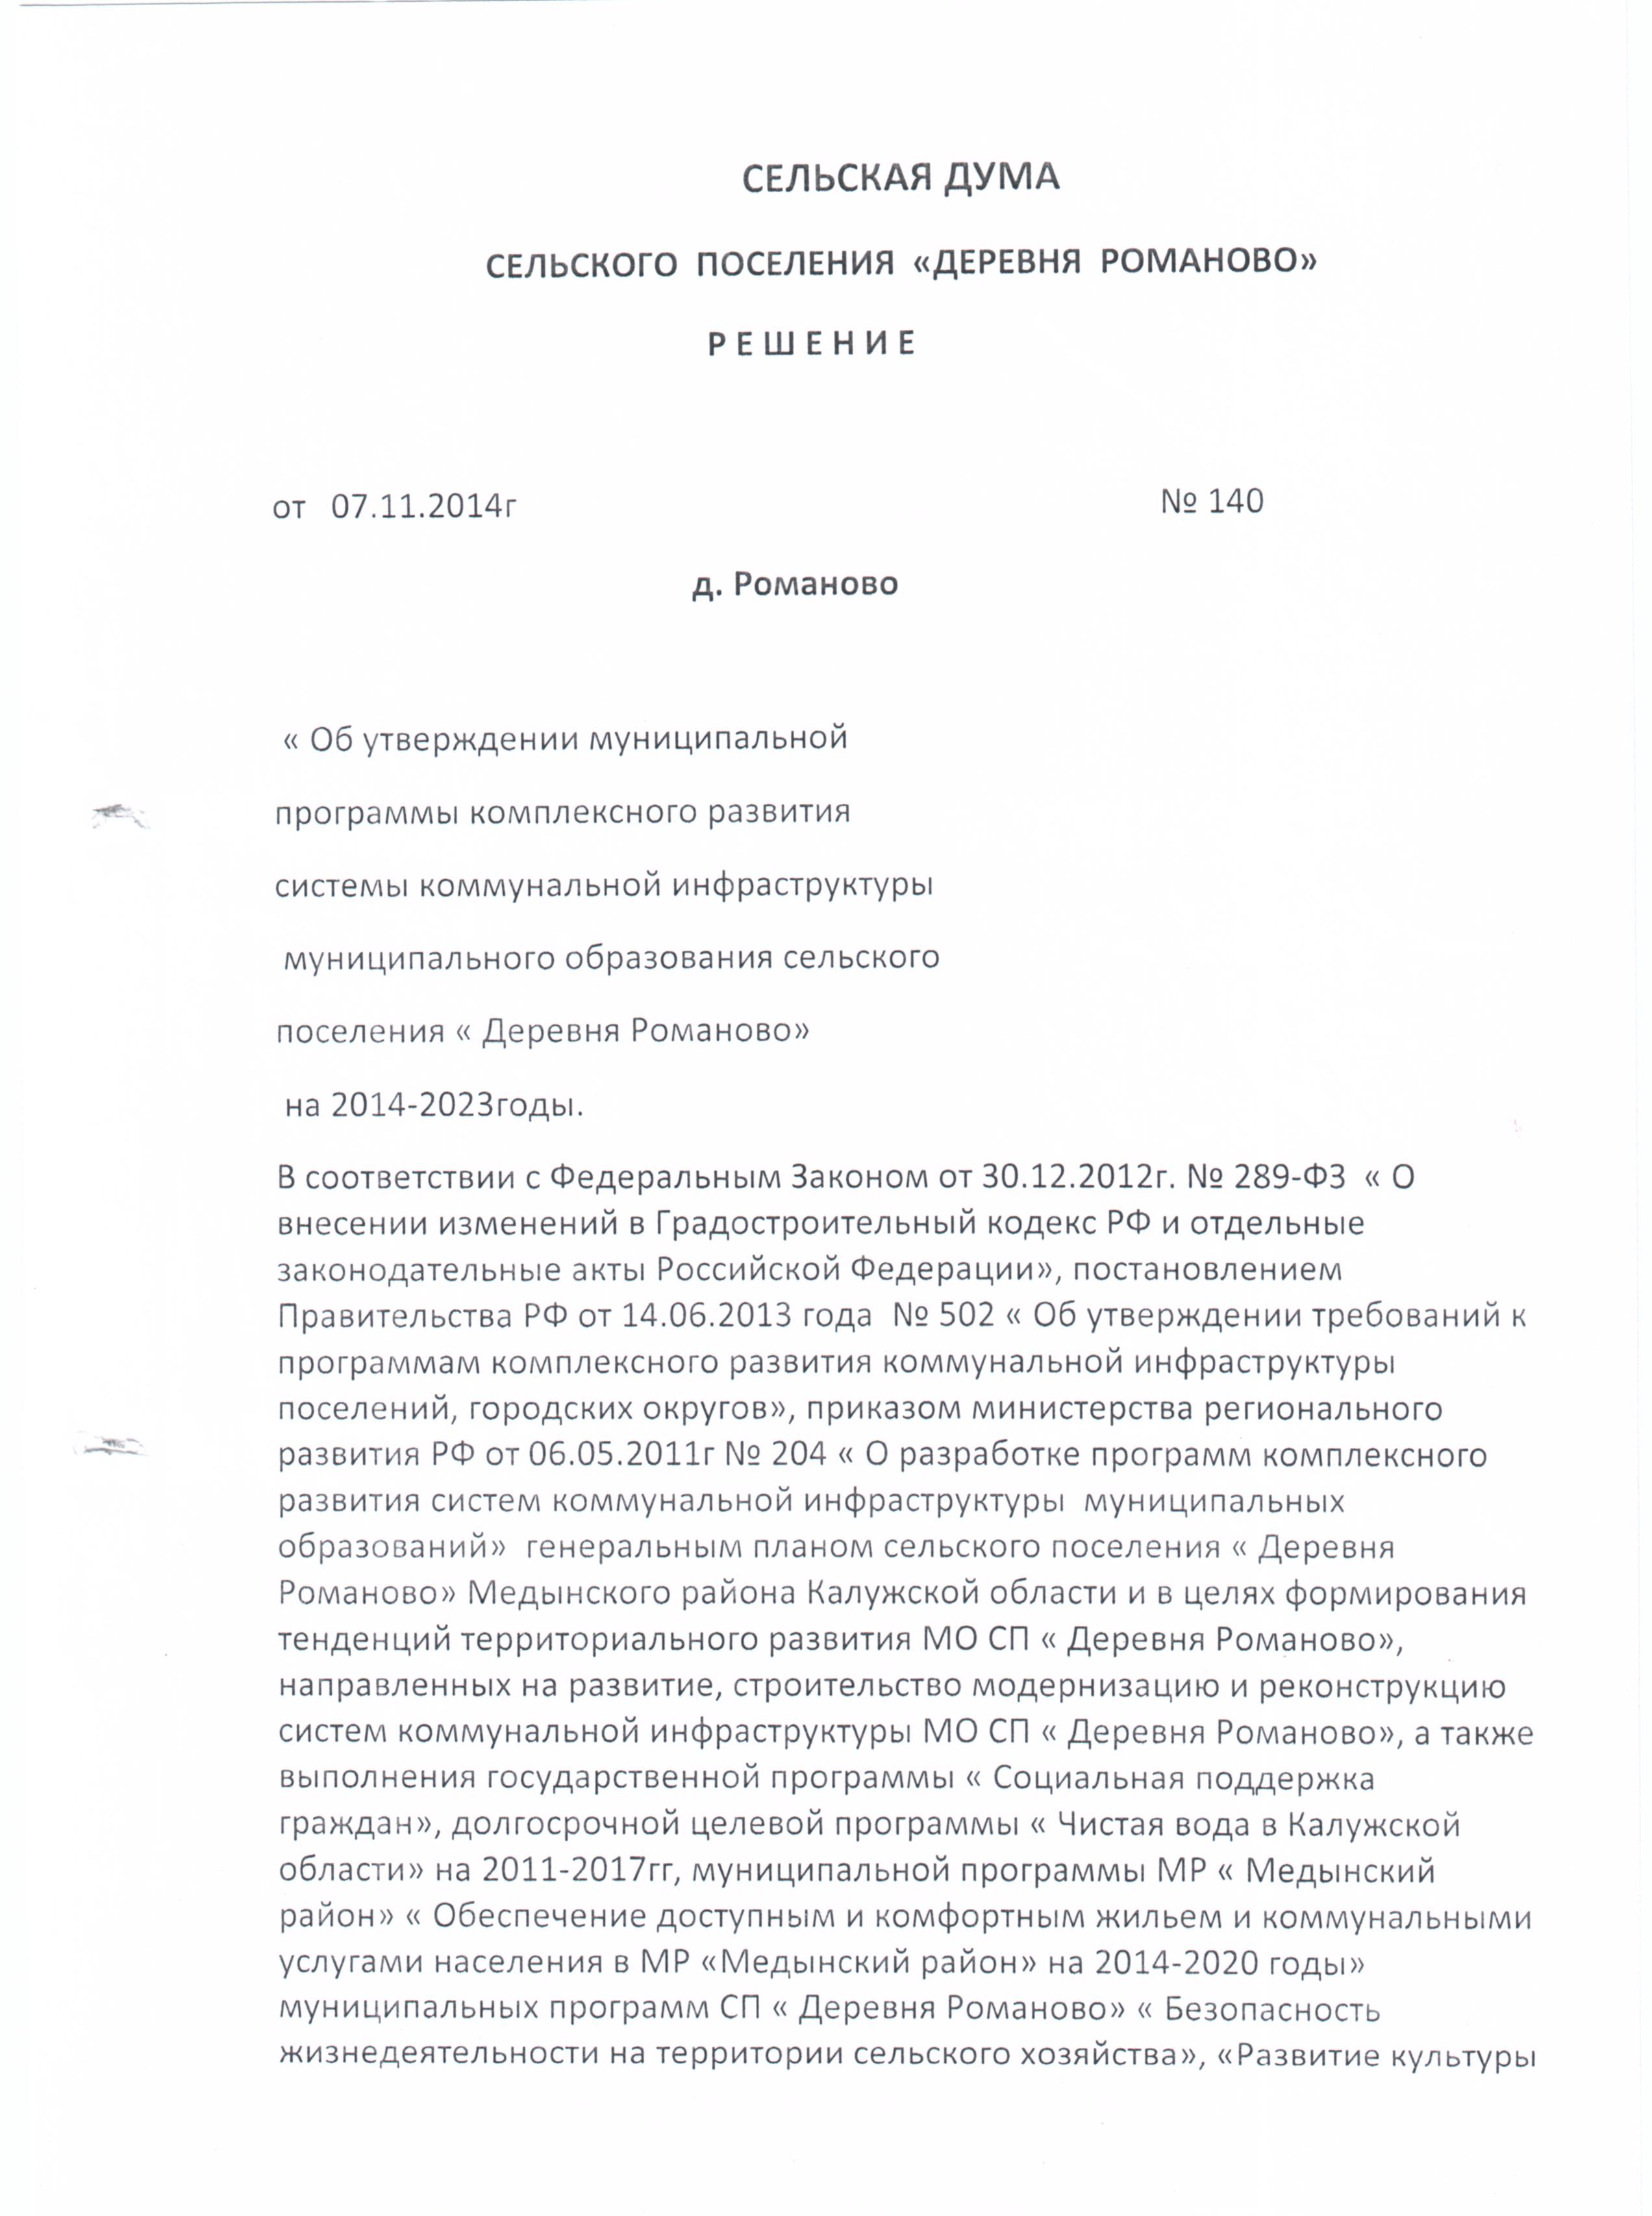 СЕЛЬСКАЯ ДУМА
СЕЛЬСКОГО ПОСЕЛЕНИЯ «ДЕРЕВНЯ РОМАНОВО»
Р Е Ш Е Н И Е
от 07.11.2014г № 140
д. Романово
« Об утверждении муниципальной
программы комплексного развития
системы коммунальной инфраструктуры
муниципального образования сельского
поселения « Деревня Романово»
на 2014-2023годы.
В соответствии с Федеральным Законом от 30.12.2012г. № 289-ФЗ « О
внесении изменений в Градостроительный кодекс РФ и отдельные
законодательные акты Российской Федерации», постановлением
Правительства РФ от 14.06.2013 года № 502 « Об утверждении требований к
программам комплексного развития коммунальной инфраструктуры
поселений, городских округов», приказом министерства регионального
развития РФ от 06.05.2011г № 204 « О разработке программ комплексного
развития систем коммунальной инфраструктуры муниципальных
образований» генеральным планом сельского поселения « Деревня
Романово» Медынского района Калужской области и в целях формирования
тенденций территориального развития МО СП « Деревня Романово»,
направленных на развитие, строительство модернизацию и реконструкцию
систем коммунальной инфраструктуры МО СП « Деревня Романово», а также
выполнения государственной программы « Социальная поддержка
граждан», долгосрочной целевой программы « Чистая вода в Калужской
области» на 2011-2017гг, муниципальной программы МР « Медынский
район» « Обеспечение доступным и комфортным жильем и коммунальными
услугами населения в МР «Медынский район» на 2014-2020 годы»
муниципальных программ СП « Деревня Романово» « Безопасность
жизнедеятельности на территории сельского хозяйства», «Развитие культуры